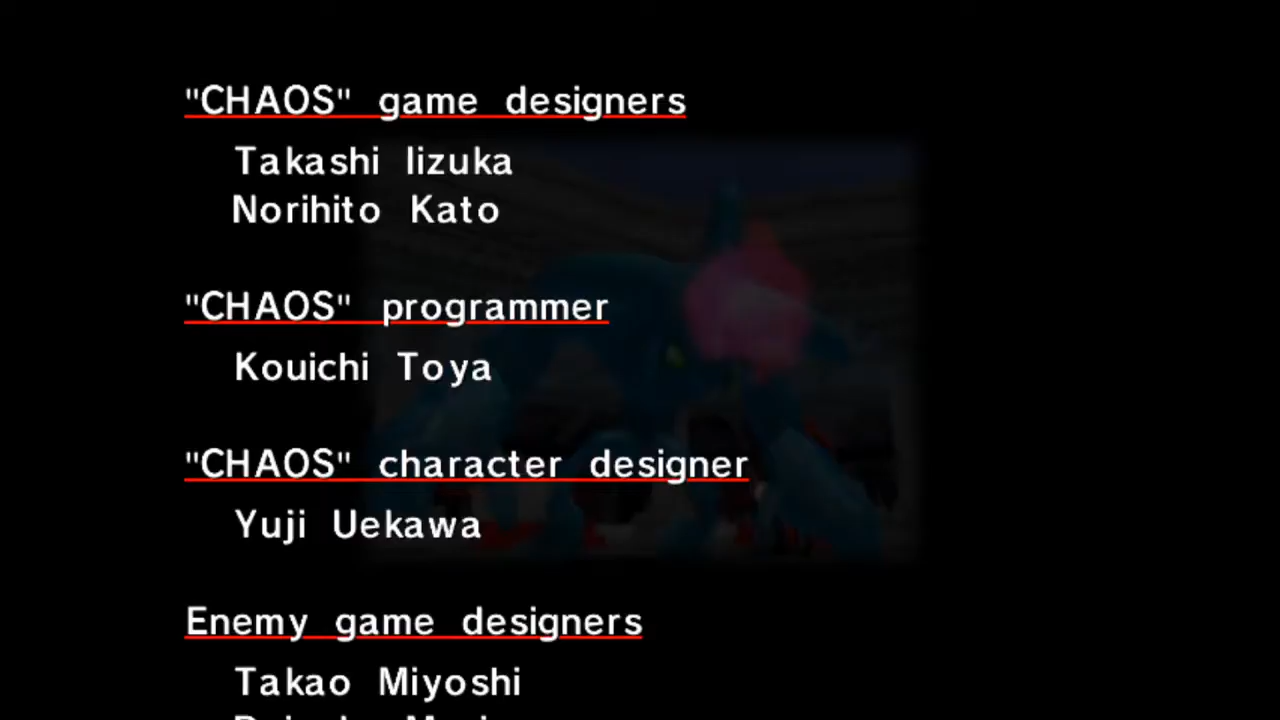 "CHAOS" game designers
Takashi Iizuka
Norihito Kato
"CHAOS" programmer
Kouichi Toya
"CHAOS" character designer
Yuji Uekawa
Enemy game designers
Takao Miyoshi